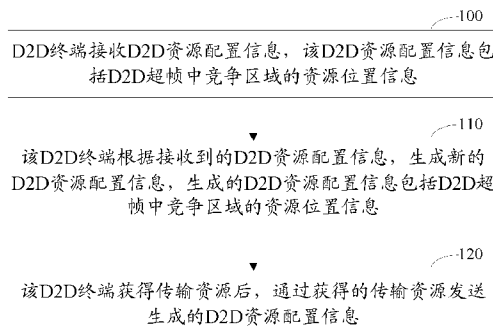 100
D2D终端接收D2D资源配置信息，该D2D资源配置信息包
括D2D超帧中竞争区域的资源位置信息
110
该D2D终端根据接收到的D2D资源配置信息，生成新的
D2D资源配置信息，生成的D2D资源配置信息包括D2D超
帧中竞争区域的资源位置信息
120
该D2D终端获得传输资源后，通过获得的传输资源发送
生成的D2D资源配置信息